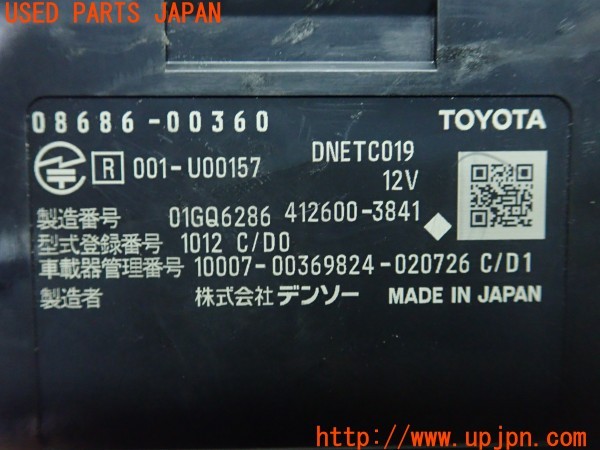 USED PARTS JAPAN
08686-00360 TOYOTA
R 001-U00157 DNETC019
12V
製造番号 01GQ6286 412600-3841
型式登録番号 1012 C/D0
車載器管理番号 10007-00369824-020726 C/D1
製造者 株式会社デンソー MADE IN JAPAN
http://www.upjpn.com/